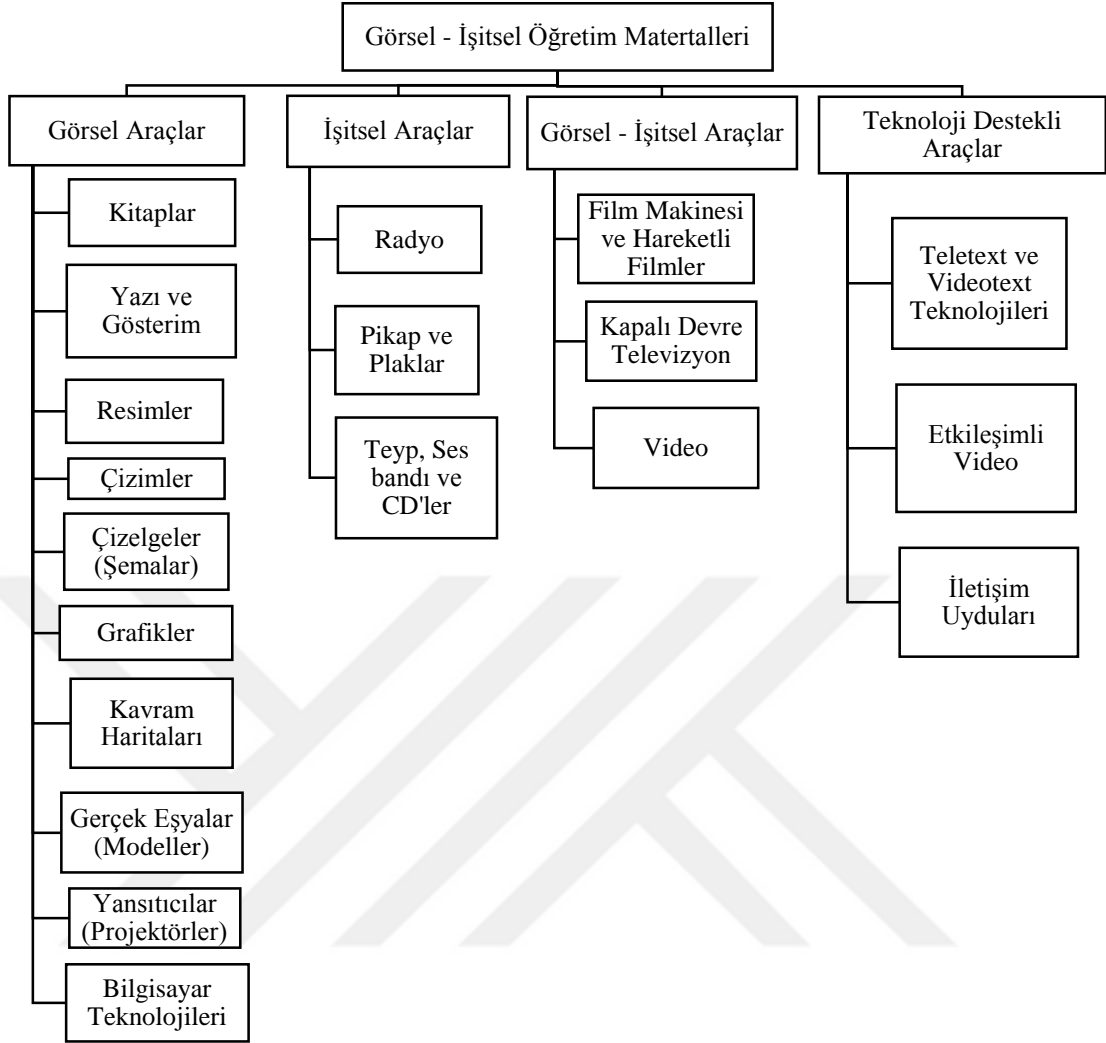 Görsel - İşitsel Öğretim Matertalleri
Görsel Araçlar
Kitaplar
Yazı ve
Gösterim
Resimler
Çizimler
Çizelgeler
(Şemalar)
Grafikler
Kavram
Haritaları
Gerçek Eşyalar
(Modeller)
Yansıtıcılar
(Projektörler)
Bilgisayar
Teknolojileri
İşitsel Araçlar
Radyo
Pikap ve
Plaklar
Teyp, Ses
bandı ve
CD'ler
Görsel - İşitsel Araçlar
Film Makinesi
ve Hareketli
Filmler
Kapalı Devre
Televizyon
Video
Teknoloji Destekli
Araçlar
Teletext ve
Videotext
Teknolojileri
Etkileşimli
Video
İletişim
Uyduları